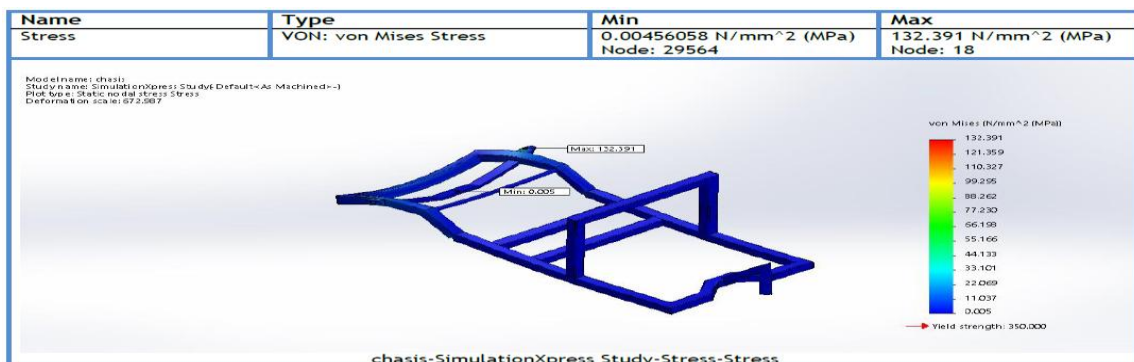 Name Type Min Max
Stress VON: von Mises Stress 0.00456058 N/mm^2 (MPa) 132.391 N/mm^2 (MPa)
Node: 29564 Node: 18
Model name: chasis
Study name: SimulationXpress Study(-Default<As Machined>-)
Plot type: Static nodal stress Stress
Deformation scale: 672.987
von Mises (N/mm^2 (MPa))
132.391
121.359
110.327
99.295
88.262
77.230
66.198
55.166
44.133
33.101
22.069
11.037
0.005
Yield strength: 350.000
Max: 132.391
Min: 0.005
chasis-SimulationXpress Study-Stress-Stress